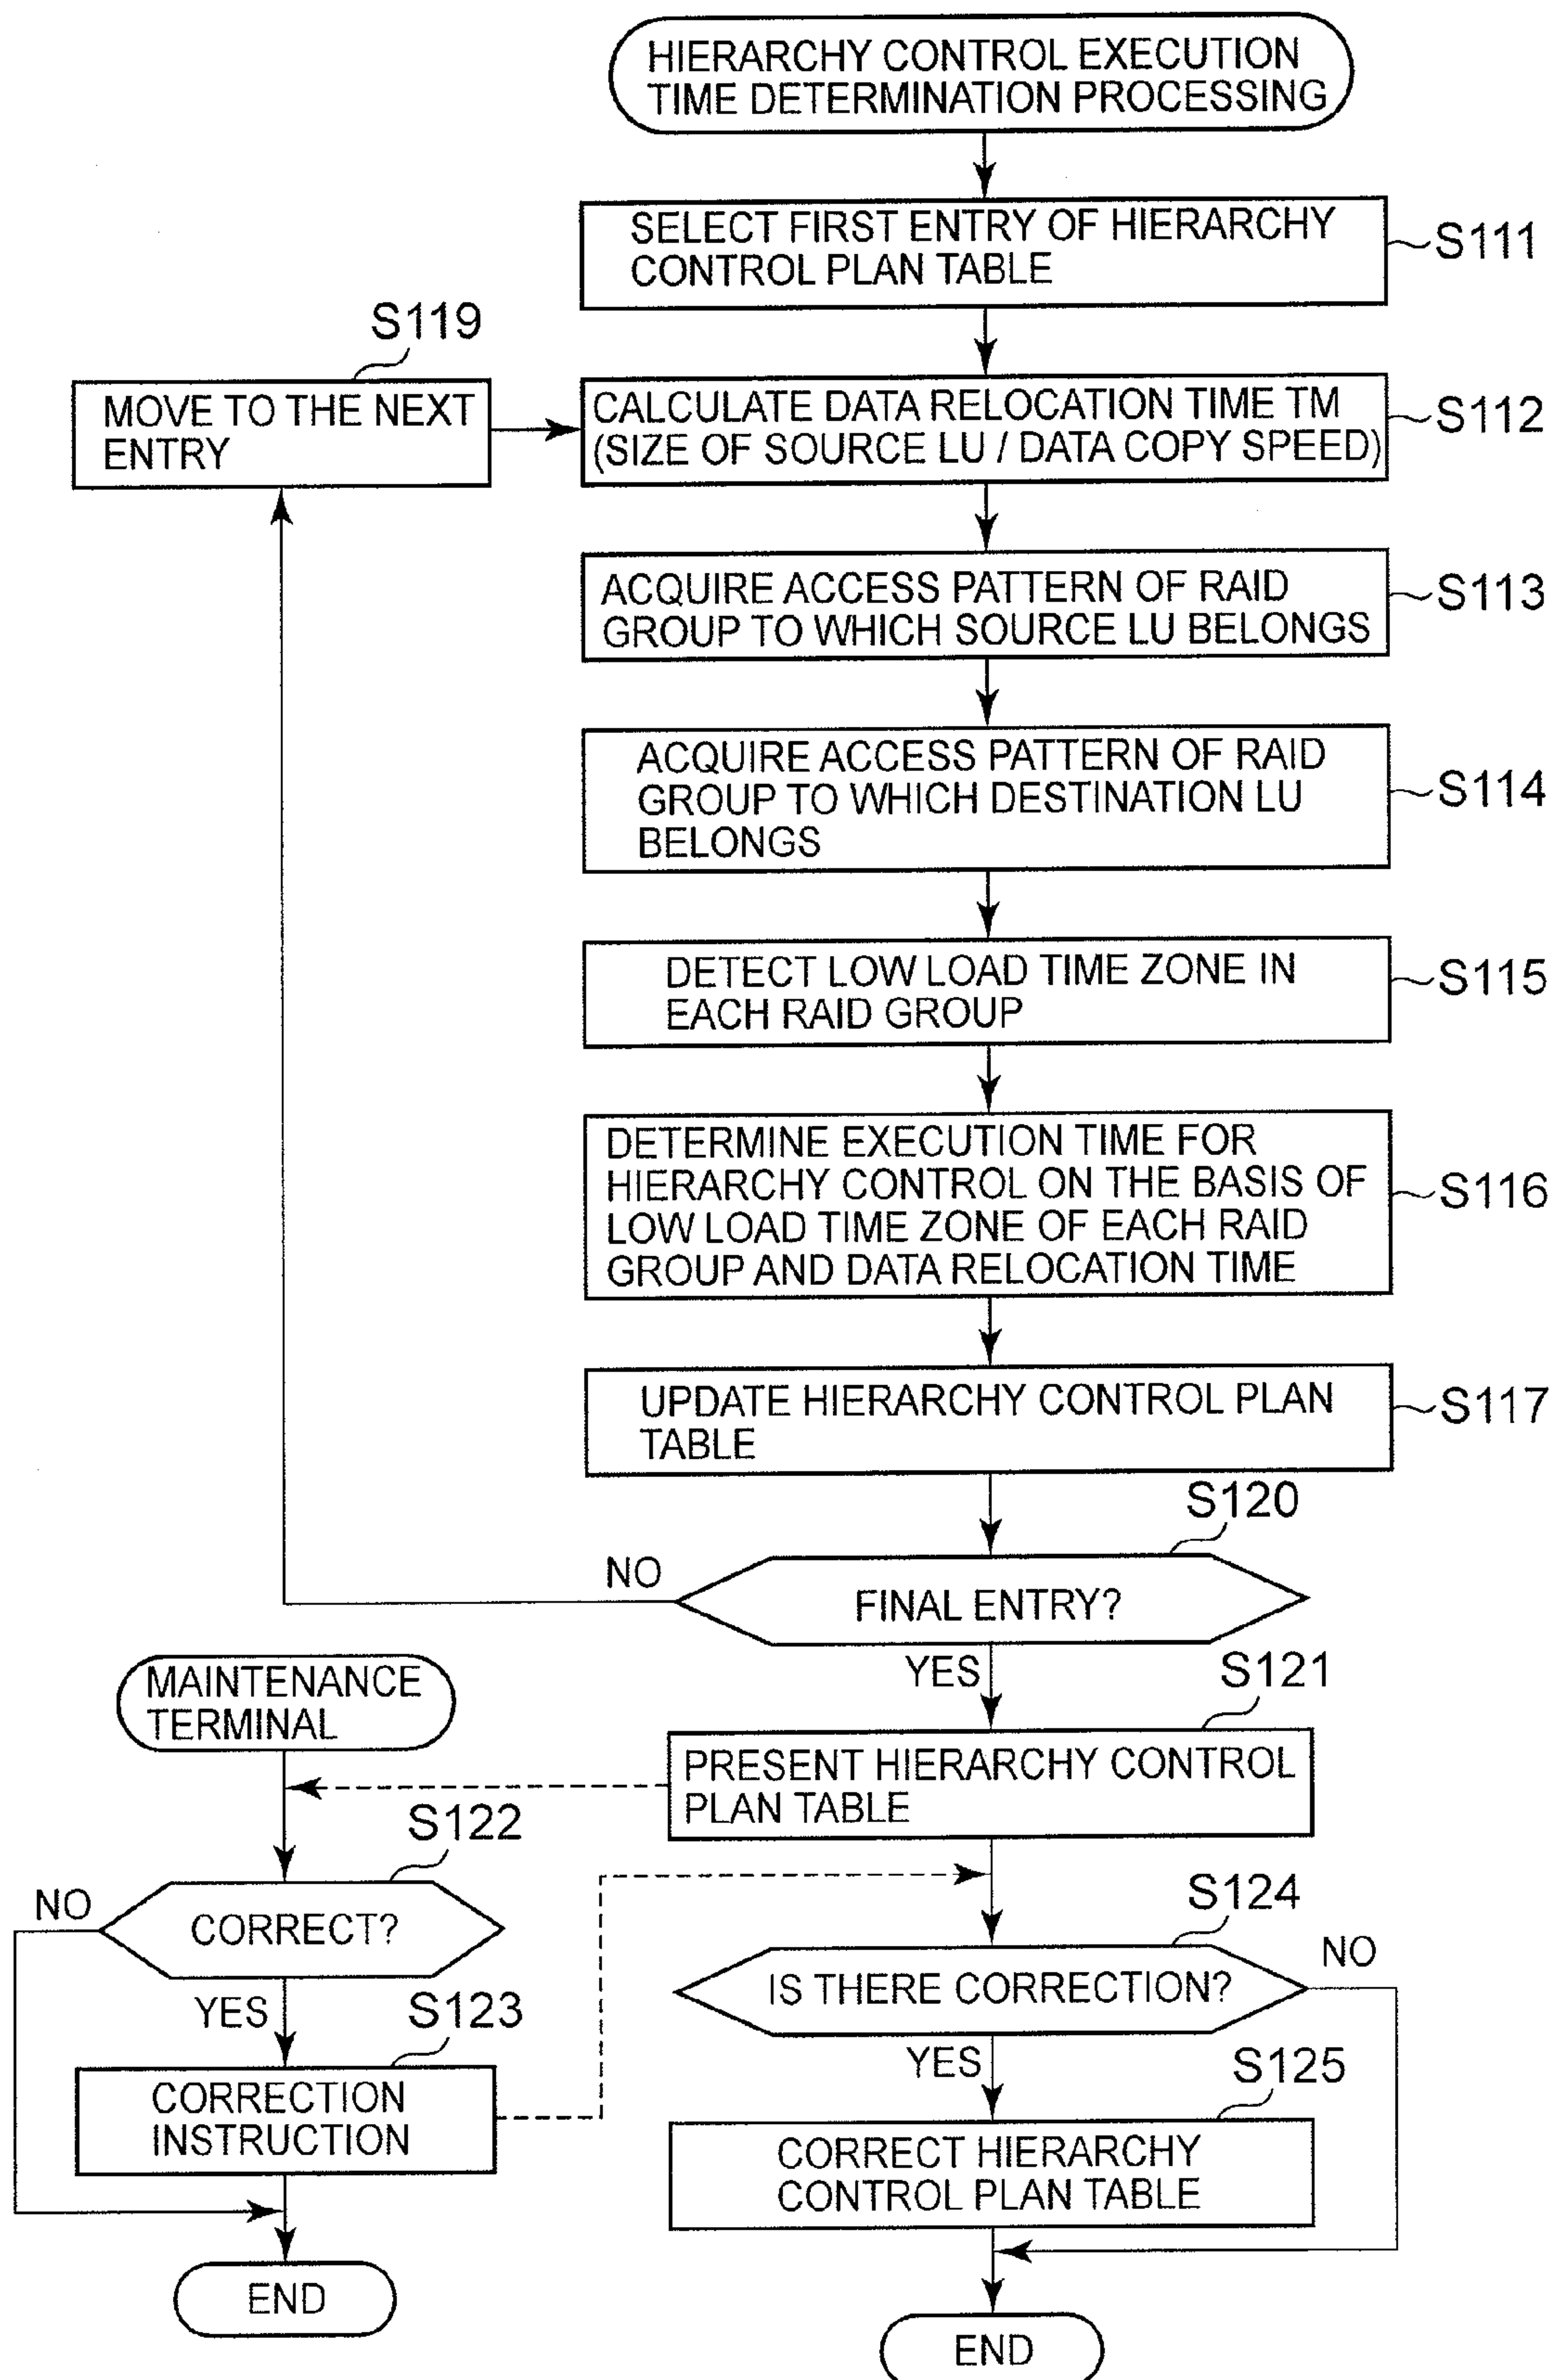 HIERARCHY CONTROL EXECUTION
TIME DETERMINATION PROCESSING
SELECT FIRST ENTRY OF HIERARCHY
CONTROL PLAN TABLE
S111
S119
MOVE TO THE NEXT
ENTRY
CALCULATE DATA RELOCATION TIME TM
(SIZE OF SOURCE LU / DATA COPY SPEED)
S112
ACQUIRE ACCESS PATTERN OF RAID
GROUP TO WHICH SOURCE LU BELONGS
S113
ACQUIRE ACCESS PATTERN OF RAID
GROUP TO WHICH DESTINATION LU
BELONGS
S114
DETECT LOW LOAD TIME ZONE IN
EACH RAID GROUP
S115
DETERMINE EXECUTION TIME FOR
HIERARCHY CONTROL ON THE BASIS OF
LOW LOAD TIME ZONE OF EACH RAID
GROUP AND DATA RELOCATION TIME
S116
UPDATE HIERARCHY CONTROL PLAN
TABLE
S117
S120
NO
FINAL ENTRY?
YES
S121
MAINTENANCE
TERMINAL
PRESENT HIERARCHY CONTROL
PLAN TABLE
S122
NO
CORRECT?
YES
S123
CORRECTION
INSTRUCTION
END
S124
NO
IS THERE CORRECTION?
YES
S125
CORRECT HIERARCHY
CONTROL PLAN TABLE
END